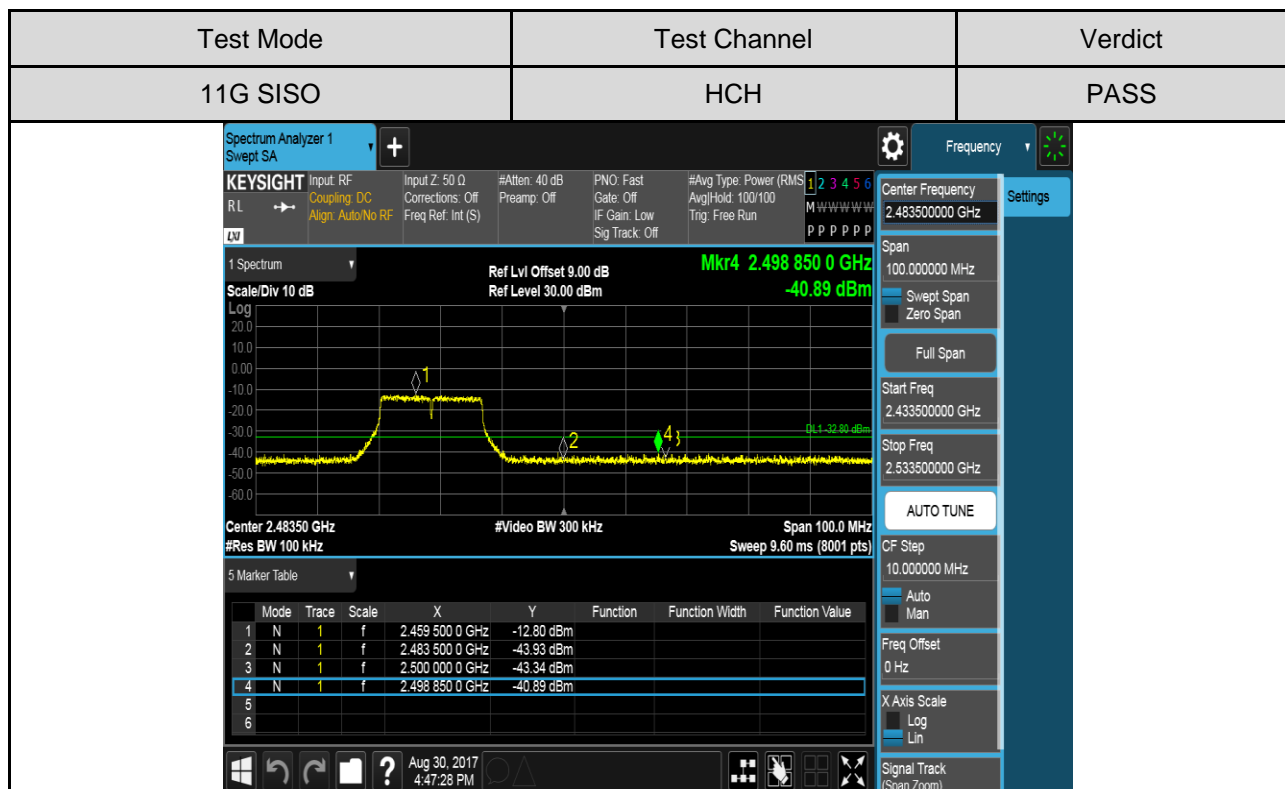 Test Mode Test Channel Verdict
11G SISO HCH PASS
Spectrum Analyzer 1
Swept SA
+
Frequency
KEYSIGHT Input: RF Input Z: 50 Ω #Atten: 40 dB PNO: Fast #Avg Type: Power (RMS 1 2 3 4 5 6
RL Coupling: DC Corrections: Off Preamp: Off Gate: Off Avg|Hold: 100/100 M W W W W W
Align: Auto/No RF Freq Ref: Int (S) IF Gain: Low Trig: Free Run
LXI Sig Track: Off P P P P P P
1 Spectrum
Scale/Div 10 dB
Ref Lvl Offset 9.00 dB
Ref Level 30.00 dBm
Mkr4 2.498 850 0 GHz
-40.89 dBm
Log
20.0
10.0
0.00
-10.0
-20.0
-30.0
-40.0
-50.0
-60.0
1
2
4
3
DL1 -32.80 dBm
Center 2.48350 GHz #Video BW 300 kHz Span 100.0 MHz
#Res BW 100 kHz Sweep 9.60 ms (8001 pts)
5 Marker Table
Mode Trace Scale X Y Function Function Width Function Value
1 N 1 f 2.459 500 0 GHz -12.80 dBm
2 N 1 f 2.483 500 0 GHz -43.93 dBm
3 N 1 f 2.500 000 0 GHz -43.34 dBm
4 N 1 f 2.498 850 0 GHz -40.89 dBm
5
6
? Aug 30, 2017
4:47:28 PM
Settings
Center Frequency
2.483500000 GHz
Span
100.000000 MHz
Swept Span
Zero Span
Full Span
Start Freq
2.433500000 GHz
Stop Freq
2.533500000 GHz
AUTO TUNE
CF Step
10.000000 MHz
Auto
Man
Freq Offset
0 Hz
X Axis Scale
Log
Lin
Signal Track
(Span Zoom)